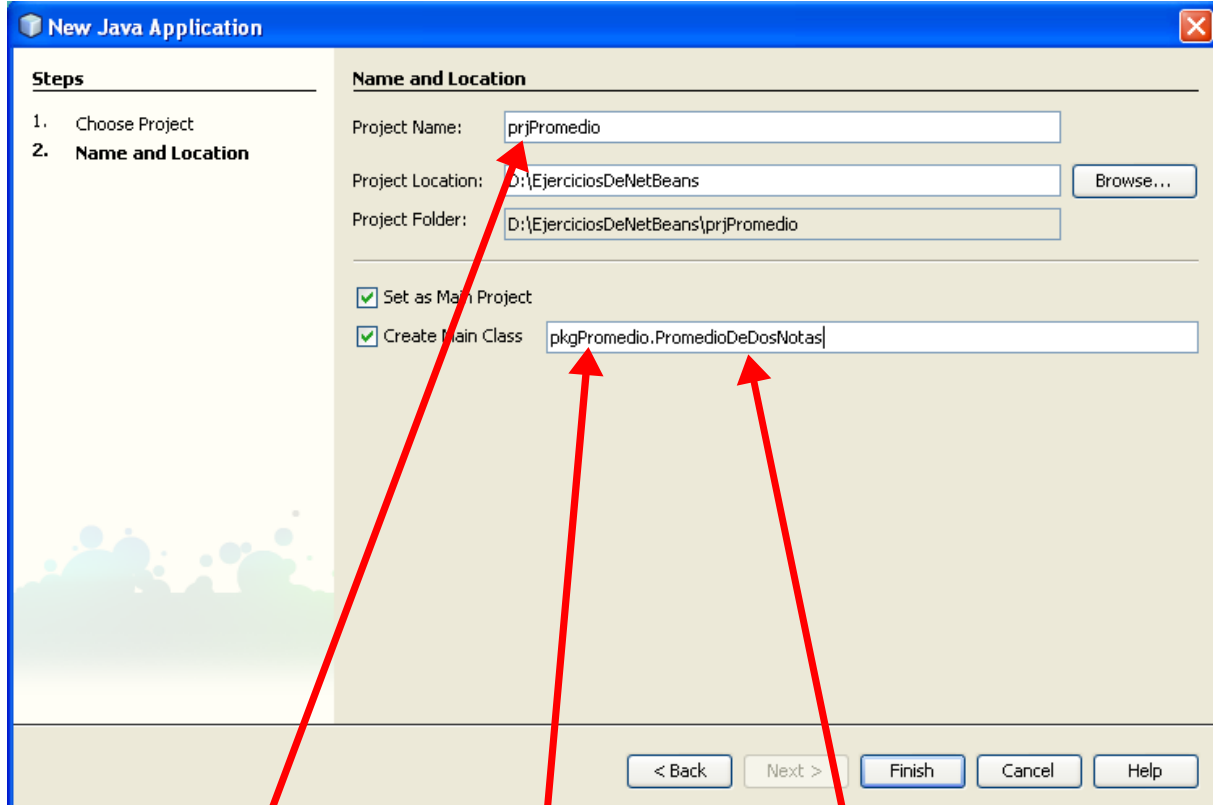 New Java Application
Steps
1. Choose Project
2. Name and Location
Name and Location
Project Name: prjPromedio
Project Location: D:\EjerciciosDeNetBeans Browse...
Project Folder: D:\EjerciciosDeNetBeans\prjPromedio
Set as Main Project
Create Main Class pkgPromedio.PromedioDeDosNotas
< Back Next > Finish Cancel Help